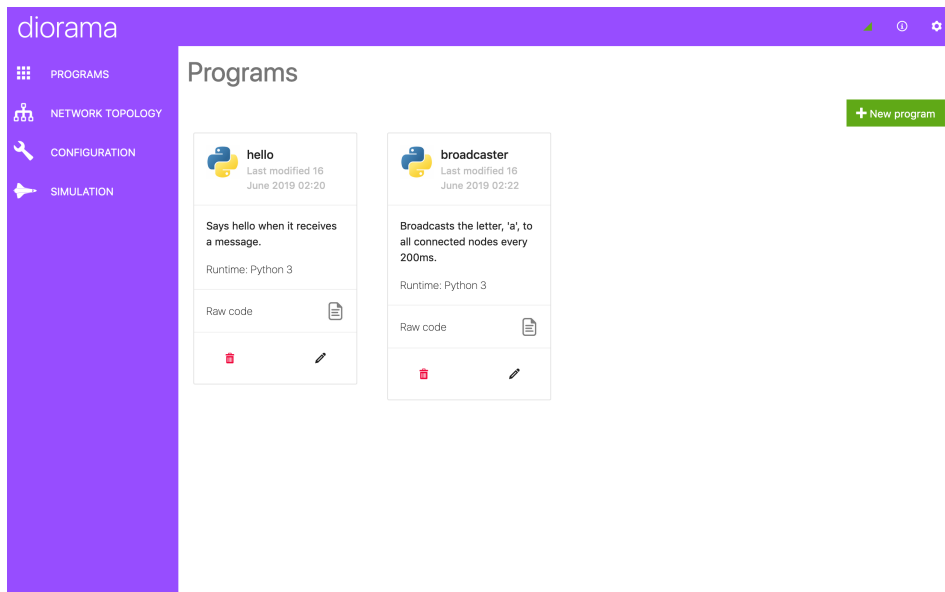 diorama
PROGRAMS
NETWORK TOPOLOGY
CONFIGURATION
SIMULATION
Programs
New program
hello
Last modified 16
June 2019 02:20
Says hello when it receives
a message.
Runtime: Python 3
Raw code
broadcaster
Last modified 16
June 2019 02:22
Broadcasts the letter, 'a', to
all connected nodes every
200ms.
Runtime: Python 3
Raw code